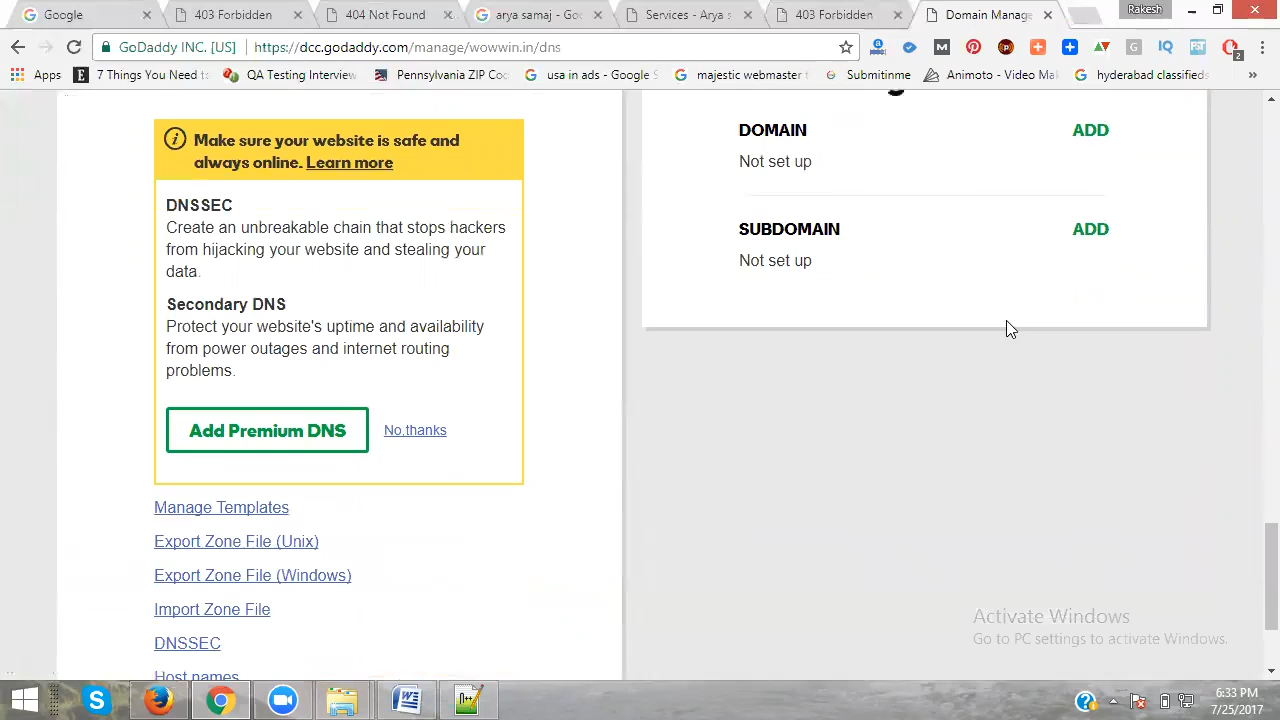 Google
403 Forbidden
404 Not Found
Services - Arya
403 Forbidden
Domain Manage
Rakesh
GoDaddy INC. [US]
https://dcc.godaddy.com/manage/wowwin.in/dns
2
Apps
7 Things You Need t
QA Testing Interview
Pennsylvania ZIP Co
usa in ads - Google S
majestic webmaster t
Submitinme
Animoto - Video Ma
hyderabad classifieds
»
Make sure your website is safe and
always online. Learn more
DNSSEC
Create an unbreakable chain that stops hackers
from hijacking your website and stealing your
data.
Secondary DNS
Protect your website's uptime and availability
from power outages and internet routing
problems.
Add Premium DNS
No,thanks
Manage Templates
Export Zone File (Unix)
Export Zone File (Windows)
Import Zone File
DNSSEC
Host names
DOMAIN
ADD
Not set up
SUBDOMAIN
ADD
Not set up
Activate Windows
Go to PC settings to activate Windows.
6:33 PM
7/25/2017